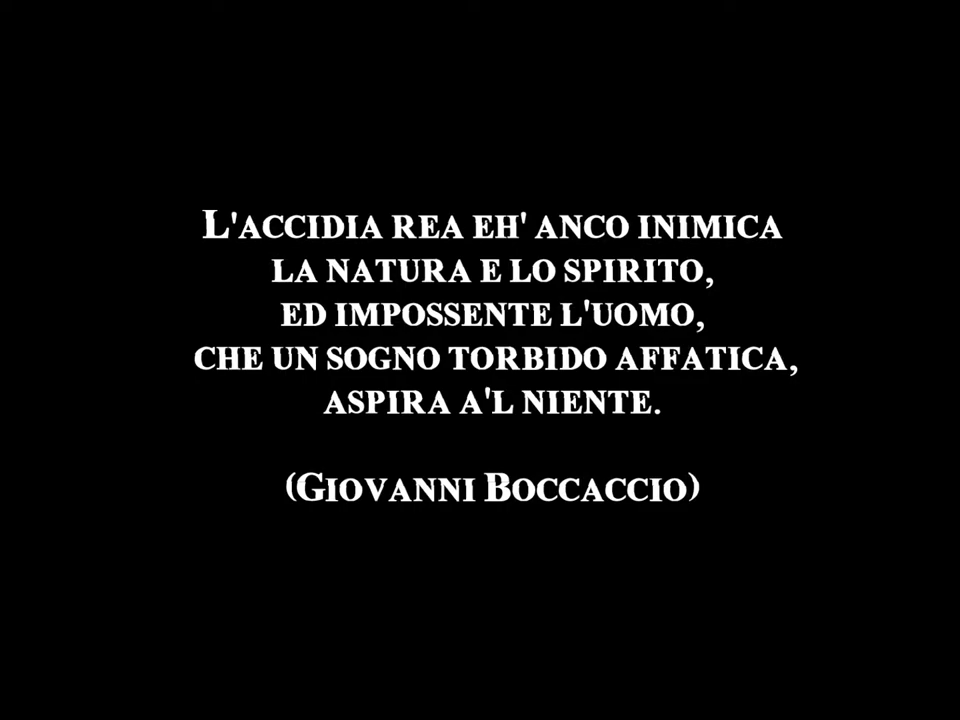 L'accidia rea eh' anco inimica
la natura e lo spirito,
ed impossente l'uomo,
che un sogno torbido affatica,
aspira a'l niente.
(Giovanni Boccaccio)